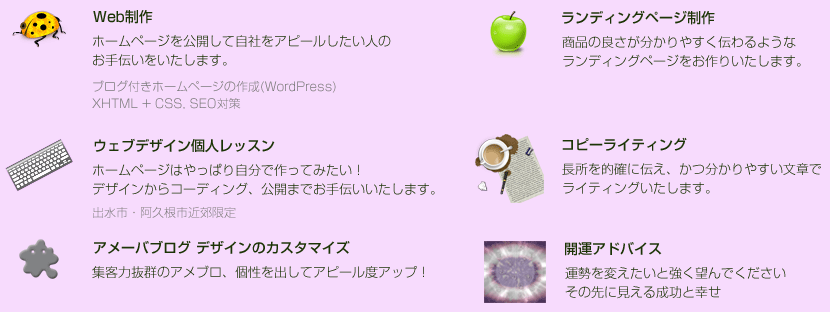 Web制作
ホームページを公開して自社をアピールしたい人の
お手伝いをいたします。
ブログ付きホームページの作成(WordPress)
XHTML + CSS, SEO対策
ランディングページ制作
商品の良さが分かりやすく伝わるような
ランディングページをお作りいたします。
ウェブデザイン個人レッスン
ホームページはやっぱり自分で作ってみたい！
デザインからコーディング、公開までお手伝いいたします。
出水市・阿久根市近郊限定
コピーライティング
長所を的確に伝え、かつ分かりやすい文章で
ライティングいたします。
アメーバブログ デザインのカスタマイズ
集客力抜群のアメブロ、個性を出してアピール度アップ！
開運アドバイス
運勢を変えたいと強く望んでください
その先に見える成功と幸せ